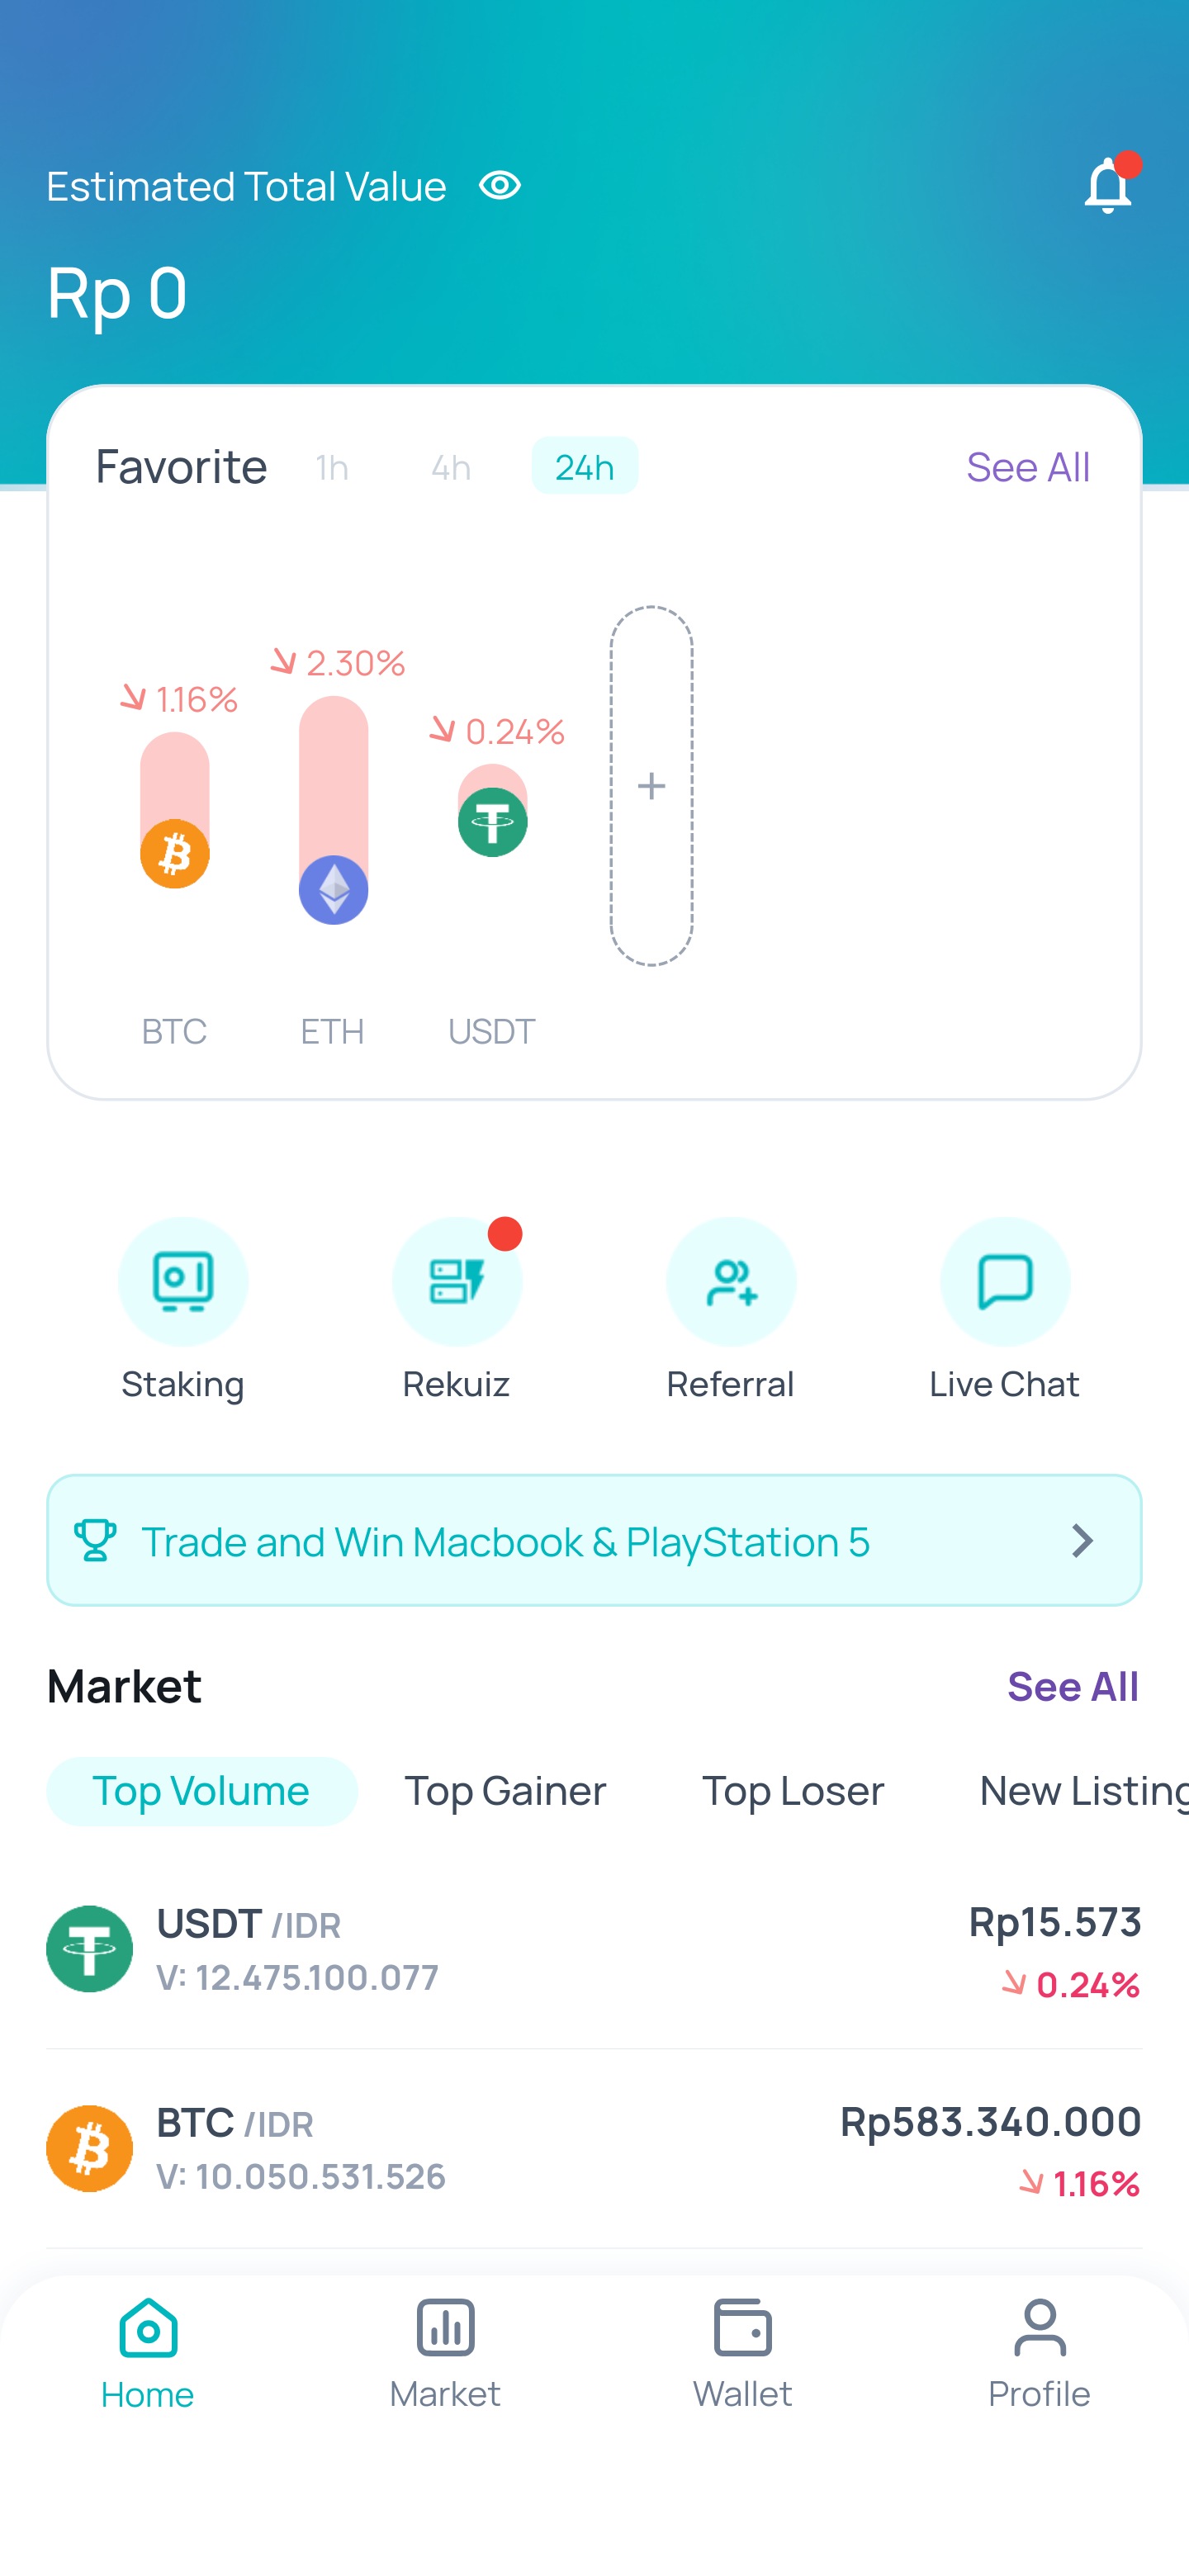 Estimated Total Value
Rp 0
Favorite 1h 4h 24h See All
1.16% 2.30% 0.24%
+
BTC ETH USDT
Staking Rekuiz Referral Live Chat
Trade and Win Macbook & PlayStation 5
Market See All
Top Volume Top Gainer Top Loser New Listing
USDT /IDR Rp15.573
V: 12.475.100.077 0.24%
BTC /IDR Rp583.340.000
V: 10.050.531.526 1.16%
Home Market Wallet Profile